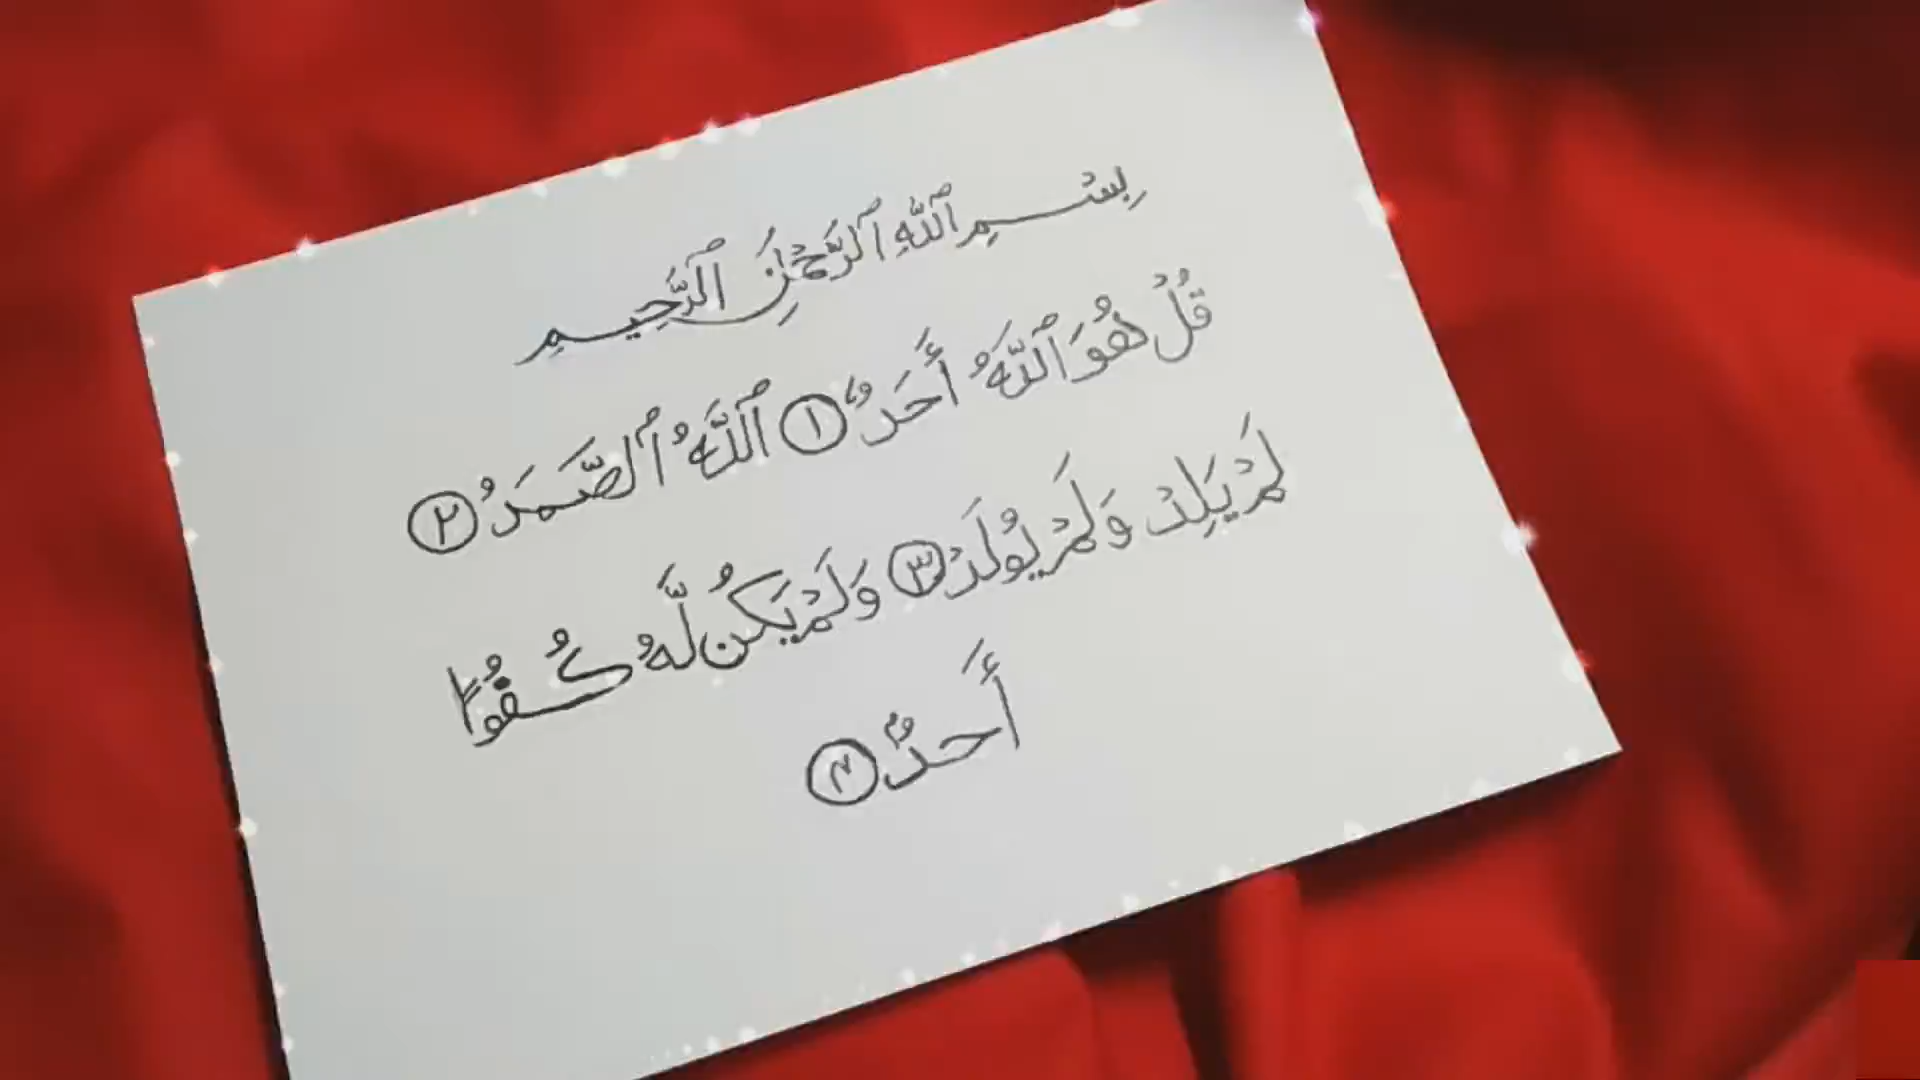 بِسْمِ ٱللَّهِ ٱلرَّحْمَٰنِ ٱلرَّحِيمِ
قُلْ هُوَ ٱللَّهُ أَحَدٌ ١ ٱللَّهُ ٱلصَّمَدُ ٢
لَمْ يَلِدْ وَلَمْ يُولَدْ ٣ وَلَمْ يَكُن لَّهُۥ كُفُوًا
أَحَدٌۢ ٤